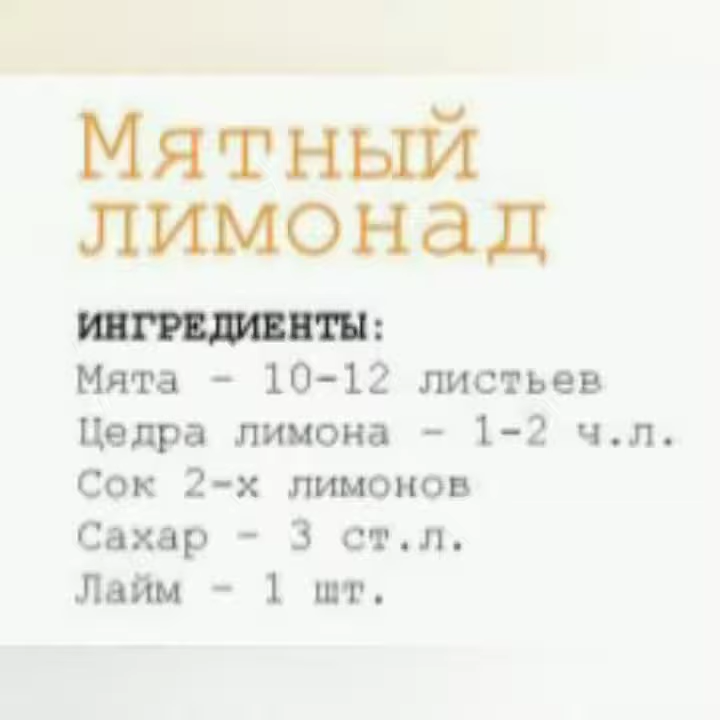 Мятный
лимонад
ИНГРЕДИЕНТЫ:
Мята - 10-12 листьев
Цедра лимона - 1-2 ч.л.
Сок 2-х лимонов
Сахар - 3 ст.л.
Лайм - 1 шт.